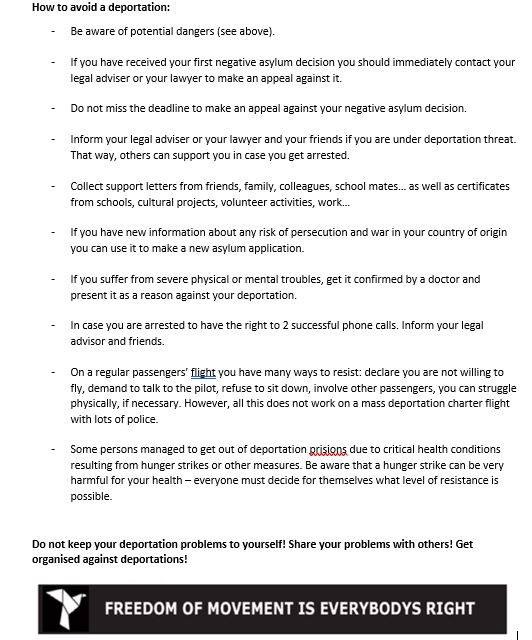 How to avoid a deportation:
- Be aware of potential dangers (see above).
- If you have received your first negative asylum decision you should immediately contact your
legal adviser or your lawyer to make an appeal against it.
- Do not miss the deadline to make an appeal against your negative asylum decision.
- Inform your legal adviser or your lawyer and your friends if you are under deportation threat.
That way, others can support you in case you get arrested.
- Collect support letters from friends, family, colleagues, school mates... as well as certificates
from schools, cultural projects, volunteer activities, work...
- If you have new information about any risk of persecution and war in your country of origin
you can use it to make a new asylum application.
- If you suffer from severe physical or mental troubles, get it confirmed by a doctor and
present it as a reason against your deportation.
- In case you are arrested to have the right to 2 successful phone calls. Inform your legal
advisor and friends.
- On a regular passengers' flight you have many ways to resist: declare you are not willing to
fly, demand to talk to the pilot, refuse to sit down, involve other passengers, you can struggle
physically, if necessary. However, all this does not work on a mass deportation charter flight
with lots of police.
- Some persons managed to get out of deportation prisions due to critical health conditions
resulting from hunger strikes or other measures. Be aware that a hunger strike can be very
harmful for your health – everyone must decide for themselves what level of resistance is
possible.
Do not keep your deportation problems to yourself! Share your problems with others! Get
organised against deportations!
FREEDOM OF MOVEMENT IS EVERYBODYS RIGHT